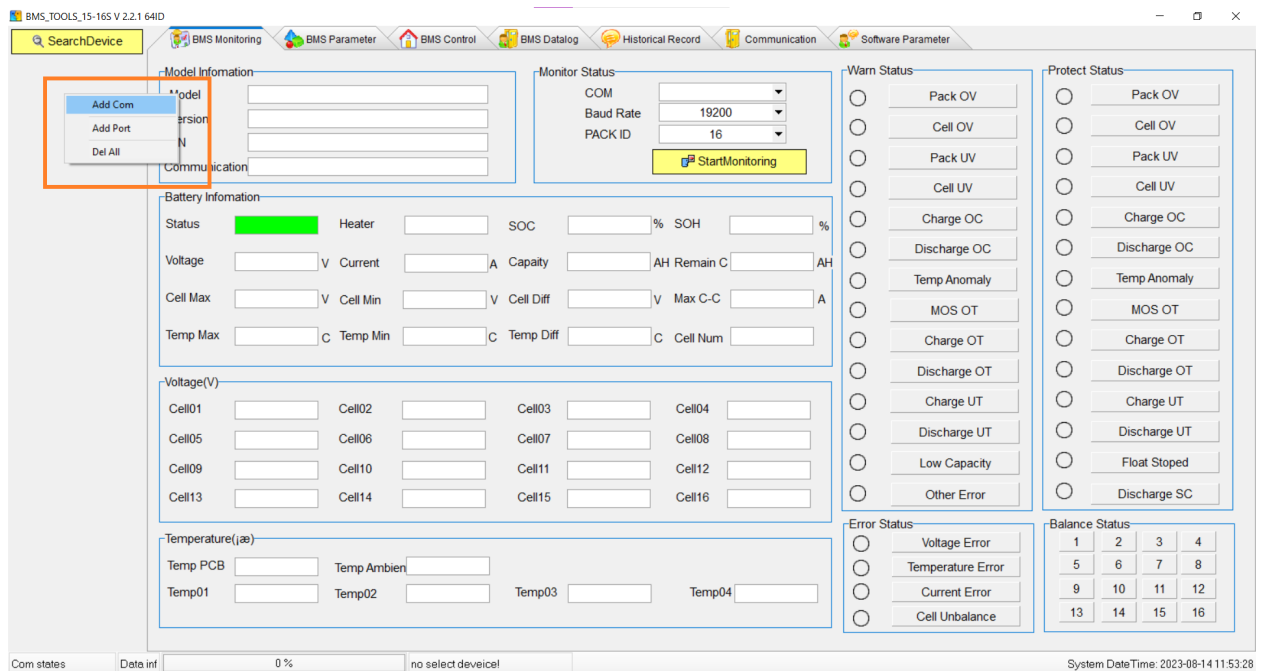 BMS_TOOLS_15-16S V 2.2.1 64ID
SearchDevice
BMS Monitoring
BMS Parameter
BMS Control
BMS Datalog
Historical Record
Communication
Software Parameter
Add Com
Add Port
Del All
Model Infomation
Model
Communication
Monitor Status
COM
Baud Rate 19200
PACK ID 16
StartMonitoring
Battery Infomation
Status Heater SOC % SOH %
Voltage V Current A Capaity AH Remain C AH
Cell Max V Cell Min V Cell Diff V Max C-C A
Temp Max C Temp Min C Temp Diff C Cell Num
Voltage(V)
Cell01 Cell02 Cell03 Cell04
Cell05 Cell06 Cell07 Cell08
Cell09 Cell10 Cell11 Cell12
Cell13 Cell14 Cell15 Cell16
Temperature(¡æ)
Temp PCB Temp Ambien
Temp01 Temp02 Temp03 Temp04
Warn Status
Pack OV
Cell OV
Pack UV
Cell UV
Charge OC
Discharge OC
Temp Anomaly
MOS OT
Charge OT
Discharge OT
Charge UT
Discharge UT
Low Capacity
Other Error
Protect Status
Pack OV
Cell OV
Pack UV
Cell UV
Charge OC
Discharge OC
Temp Anomaly
MOS OT
Charge OT
Discharge OT
Charge UT
Discharge UT
Float Stoped
Discharge SC
Error Status
Voltage Error
Temperature Error
Current Error
Cell Unbalance
Balance Status
1 2 3 4
5 6 7 8
9 10 11 12
13 14 15 16
Com states
Data inf
0 %
no select deveice!
System DateTime: 2023-08-14 11:53:28